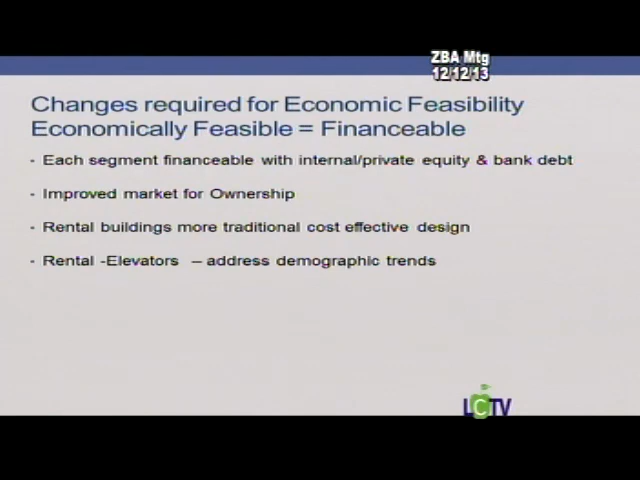 ZBA Mtg
12/12/13
Changes required for Economic Feasibility
Economically Feasible = Financeable
- Each segment financeable with internal/private equity & bank debt
- Improved market for Ownership
- Rental buildings more traditional cost effective design
- Rental -Elevators – address demographic trends
LCTV